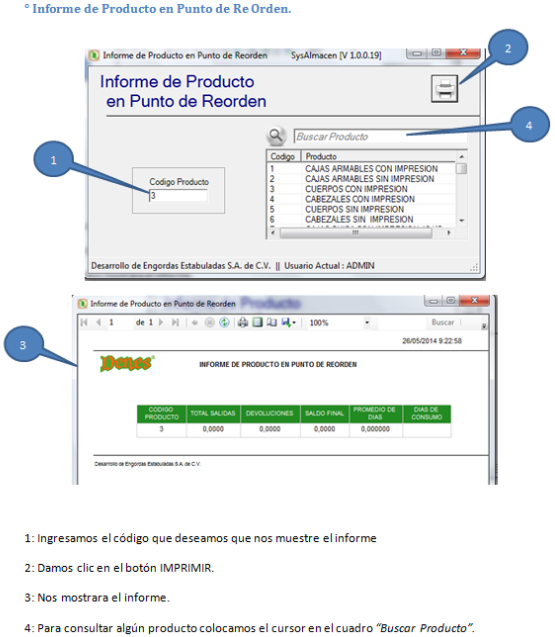 ° Informe de Producto en Punto de Re Orden.
2
Informe de Producto en Punto de Reorden SysAlmacen [V 1.0.0.19]
Informe de Producto
en Punto de Reorden
4
Buscar Producto
1
Codigo Producto
3
Codigo Producto
1 CAJAS ARMABLES CON IMPRESION
2 CAJAS ARMABLES SIN IMPRESION
3 CUERPOS CON IMPRESION
4 CABEZALES CON IMPRESION
5 CUERPOS SIN IMPRESION
6 CABEZALES SIN IMPRESION
Desarrollo de Engordas Estabuladas S.A. de C.V. || Usuario Actual : ADMIN
Informe de Producto en Punto de Reorden
3
1 de 1 100% Buscar
26/05/2014 9:22:58
INFORME DE PRODUCTO EN PUNTO DE REORDEN
CODIGO PRODUCTO TOTAL SALIDAS DEVOLUCIONES SALDO FINAL PROMEDIO DE DIAS DIAS DE CONSUMO
3 0,0000 0,0000 0,0000 0,000000
Desarrollo de Engordas Estabuladas S.A. de C.V.
1: Ingresamos el código que deseamos que nos muestre el informe
2: Damos clic en el botón IMPRIMIR.
3: Nos mostrara el informe.
4: Para consultar algún producto colocamos el cursor en el cuadro “Buscar Producto”.